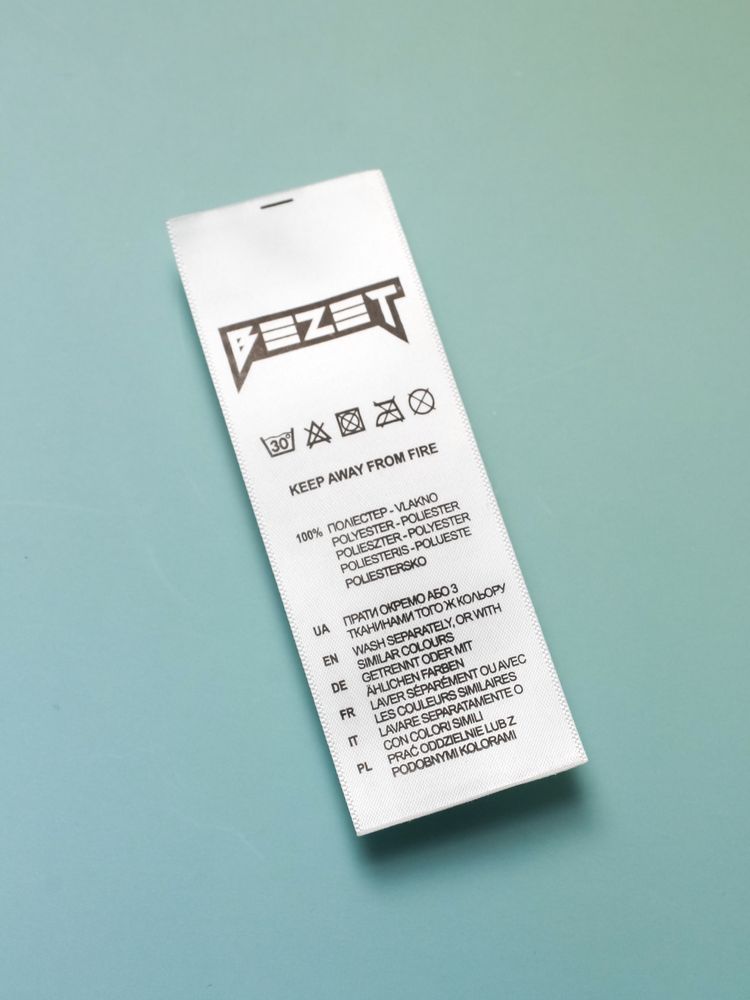 BEZET
30°
KEEP AWAY FROM FIRE
100% ПОЛІЕСТЕР - VLAKNO
POLYESTER - POLIESTER
POLIESZTER - POLYESTER
POLIESTERIS - POLUESTE
POLIESTERSKO
UA ПРАТИ ОКРЕМО АБО З
ТКАНИНАМИ ТОГО Ж КОЛЬОРУ
EN WASH SEPARATELY, OR WITH
SIMILAR COLOURS
DE GETRENNT ODER MIT
ÄHLICHEN FARBEN
FR LAVER SÉPARÉMENT OU AVEC
LES COULEURS SIMILAIRES
IT LAVARE SEPARATAMENTE O
CON COLORI SIMILI
PL PRAĆ ODDZIELNIE LUB Z
PODOBNYMI KOLORAMI